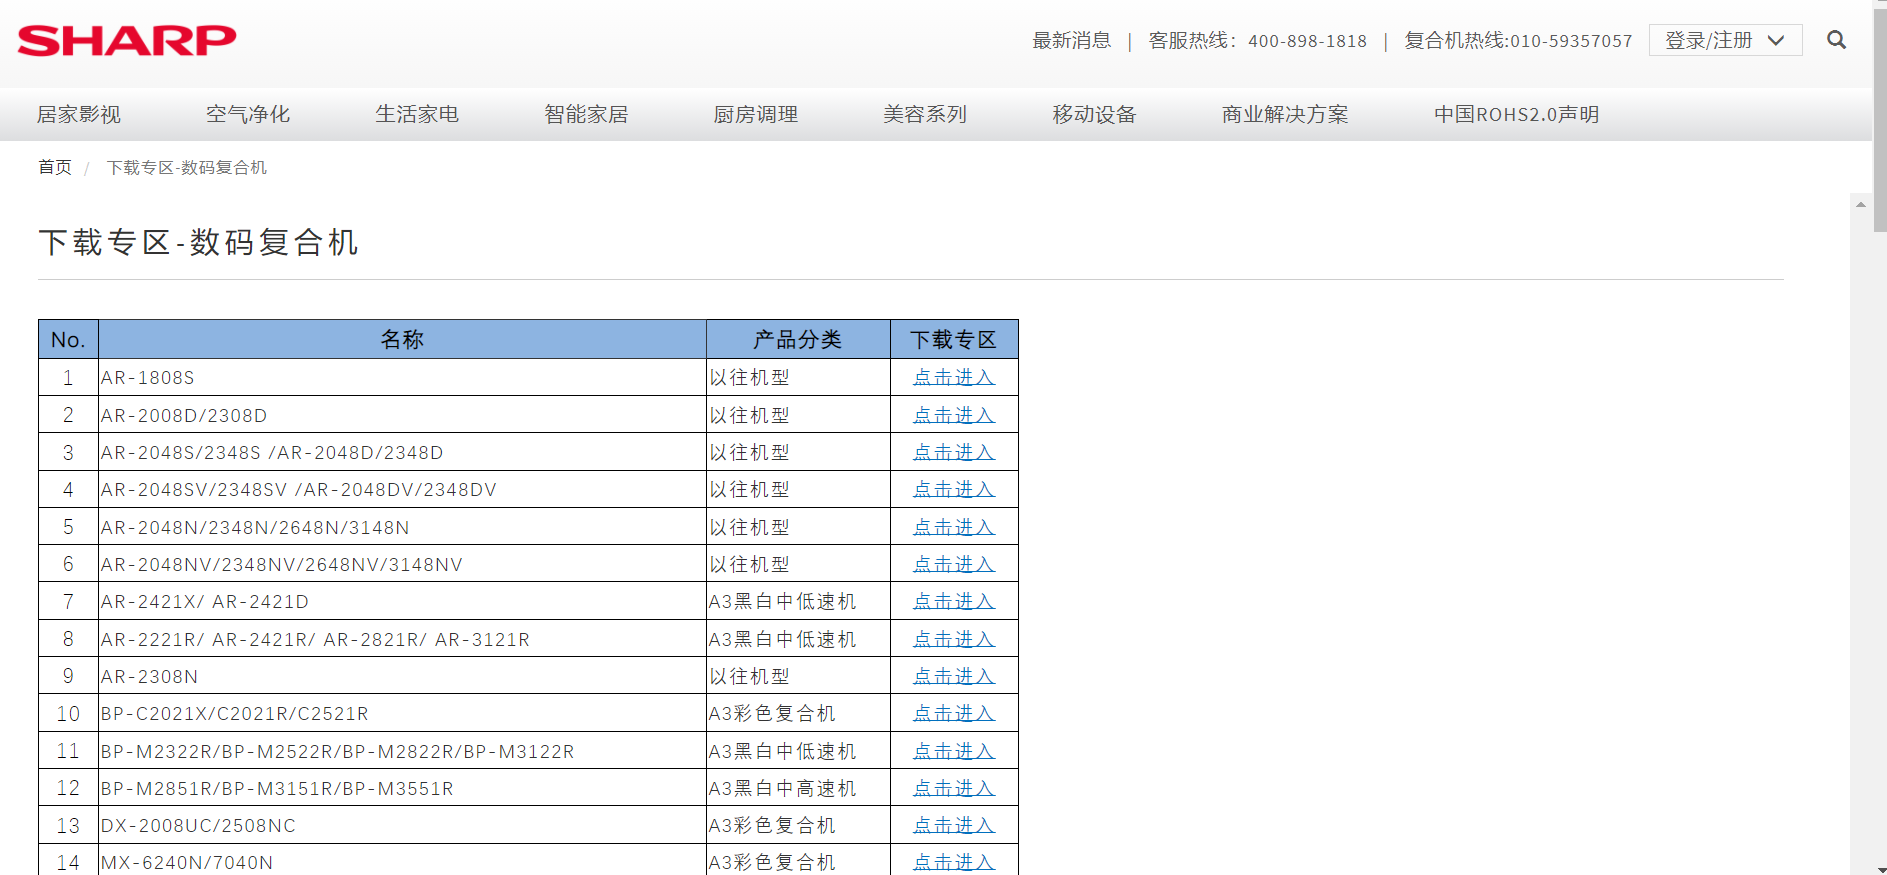 SHARP
最新消息 | 客服热线：400-898-1818 | 复合机热线:010-59357057 登录/注册
居家影视 空气净化 生活家电 智能家居 厨房调理 美容系列 移动设备 商业解决方案 中国ROHS2.0声明
首页 / 下载专区-数码复合机
下载专区-数码复合机
No. 名称 产品分类 下载专区
1 AR-1808S 以往机型 点击进入
2 AR-2008D/2308D 以往机型 点击进入
3 AR-2048S/2348S /AR-2048D/2348D 以往机型 点击进入
4 AR-2048SV/2348SV /AR-2048DV/2348DV 以往机型 点击进入
5 AR-2048N/2348N/2648N/3148N 以往机型 点击进入
6 AR-2048NV/2348NV/2648NV/3148NV 以往机型 点击进入
7 AR-2421X/ AR-2421D A3黑白中低速机 点击进入
8 AR-2221R/ AR-2421R/ AR-2821R/ AR-3121R A3黑白中低速机 点击进入
9 AR-2308N 以往机型 点击进入
10 BP-C2021X/C2021R/C2521R A3彩色复合机 点击进入
11 BP-M2322R/BP-M2522R/BP-M2822R/BP-M3122R A3黑白中低速机 点击进入
12 BP-M2851R/BP-M3151R/BP-M3551R A3黑白中高速机 点击进入
13 DX-2008UC/2508NC A3彩色复合机 点击进入
14 MX-6240N/7040N A3彩色复合机 点击进入